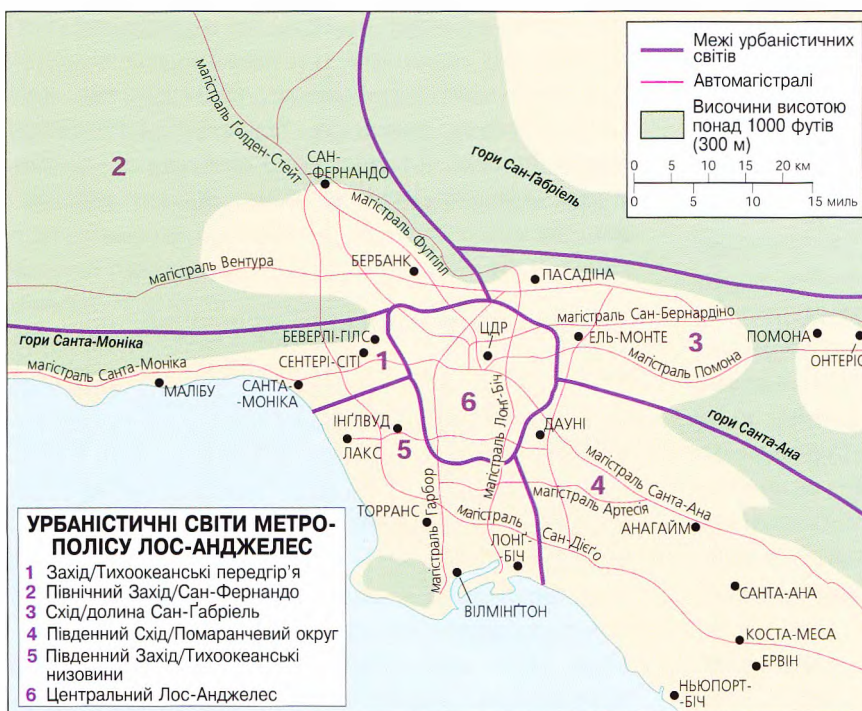 Межі урбаністичних
світів
Автомагістралі
Височини висотою
понад 1000 футів
(300 м)
0 5 10 15 20 км
0 5 10 15 миль
2
магістраль Ґолден-Стейт
САН-
-ФЕРНАНДО
гори Сан-Ґабрієль
магістраль Футгілл
магістраль Вентура
БЕРБАНК
ПАСАДІНА
гори Санта-Моніка
БЕВЕРЛІ-ГІЛС
ЦДР
магістраль Сан-Бернардіно
ЕЛЬ-МОНТЕ
3
ПОМОНА
СЕНТЕРІ-СІТІ
1
магістраль Помона
ОНТЕРІО
магістраль Санта-Моніка
МАЛІБУ
САНТА-
-МОНІКА
6
магістраль Лонґ-Біч
гори Санта-Ана
ІНҐЛВУД
ЛАКС
5
ДАУНІ
магістраль Санта-Ана
4
магістраль Артесія
АНАГАЙМ
ТОРРАНС
магістраль Гарбор
магістраль Сан-Дієґо
ЛОНҐ-
-БІЧ
ВІЛМІНҐТОН
САНТА-АНА
КОСТА-МЕСА
ЕРВІН
НЬЮПОРТ-
-БІЧ
УРБАНІСТИЧНІ СВІТИ МЕТРО-
ПОЛІСУ ЛОС-АНДЖЕЛЕС
1 Захід/Тихоокеанські передгір'я
2 Північний Захід/Сан-Фернандо
3 Схід/долина Сан-Ґабрієль
4 Південний Схід/Помаранчевий округ
5 Південний Захід/Тихоокеанські
низовини
6 Центральний Лос-Анджелес